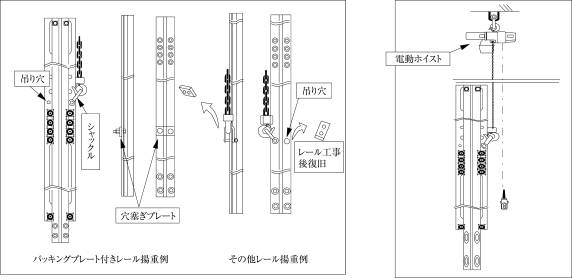 吊り穴
シャックル
穴塞ぎプレート
吊り穴
レール工事
後復旧
パッキングプレート付きレール揚重例
その他レール揚重例
電動ホイスト